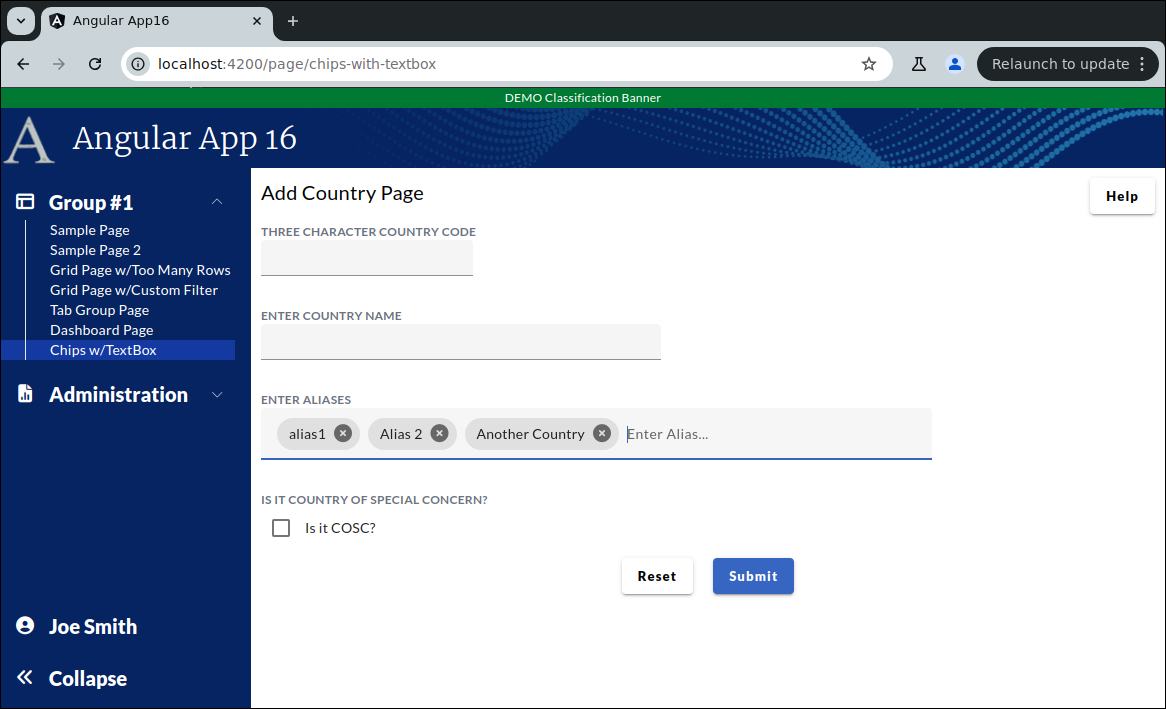 Angular App16
localhost:4200/page/chips-with-textbox
Relaunch to update
DEMO Classification Banner
A Angular App 16
Group #1
Sample Page
Sample Page 2
Grid Page w/Too Many Rows
Grid Page w/Custom Filter
Tab Group Page
Dashboard Page
Chips w/TextBox
Administration
Joe Smith
Collapse
Add Country Page
Help
THREE CHARACTER COUNTRY CODE
ENTER COUNTRY NAME
ENTER ALIASES
alias1 Alias 2 Another Country Enter Alias...
IS IT COUNTRY OF SPECIAL CONCERN?
Is it COSC?
Reset Submit